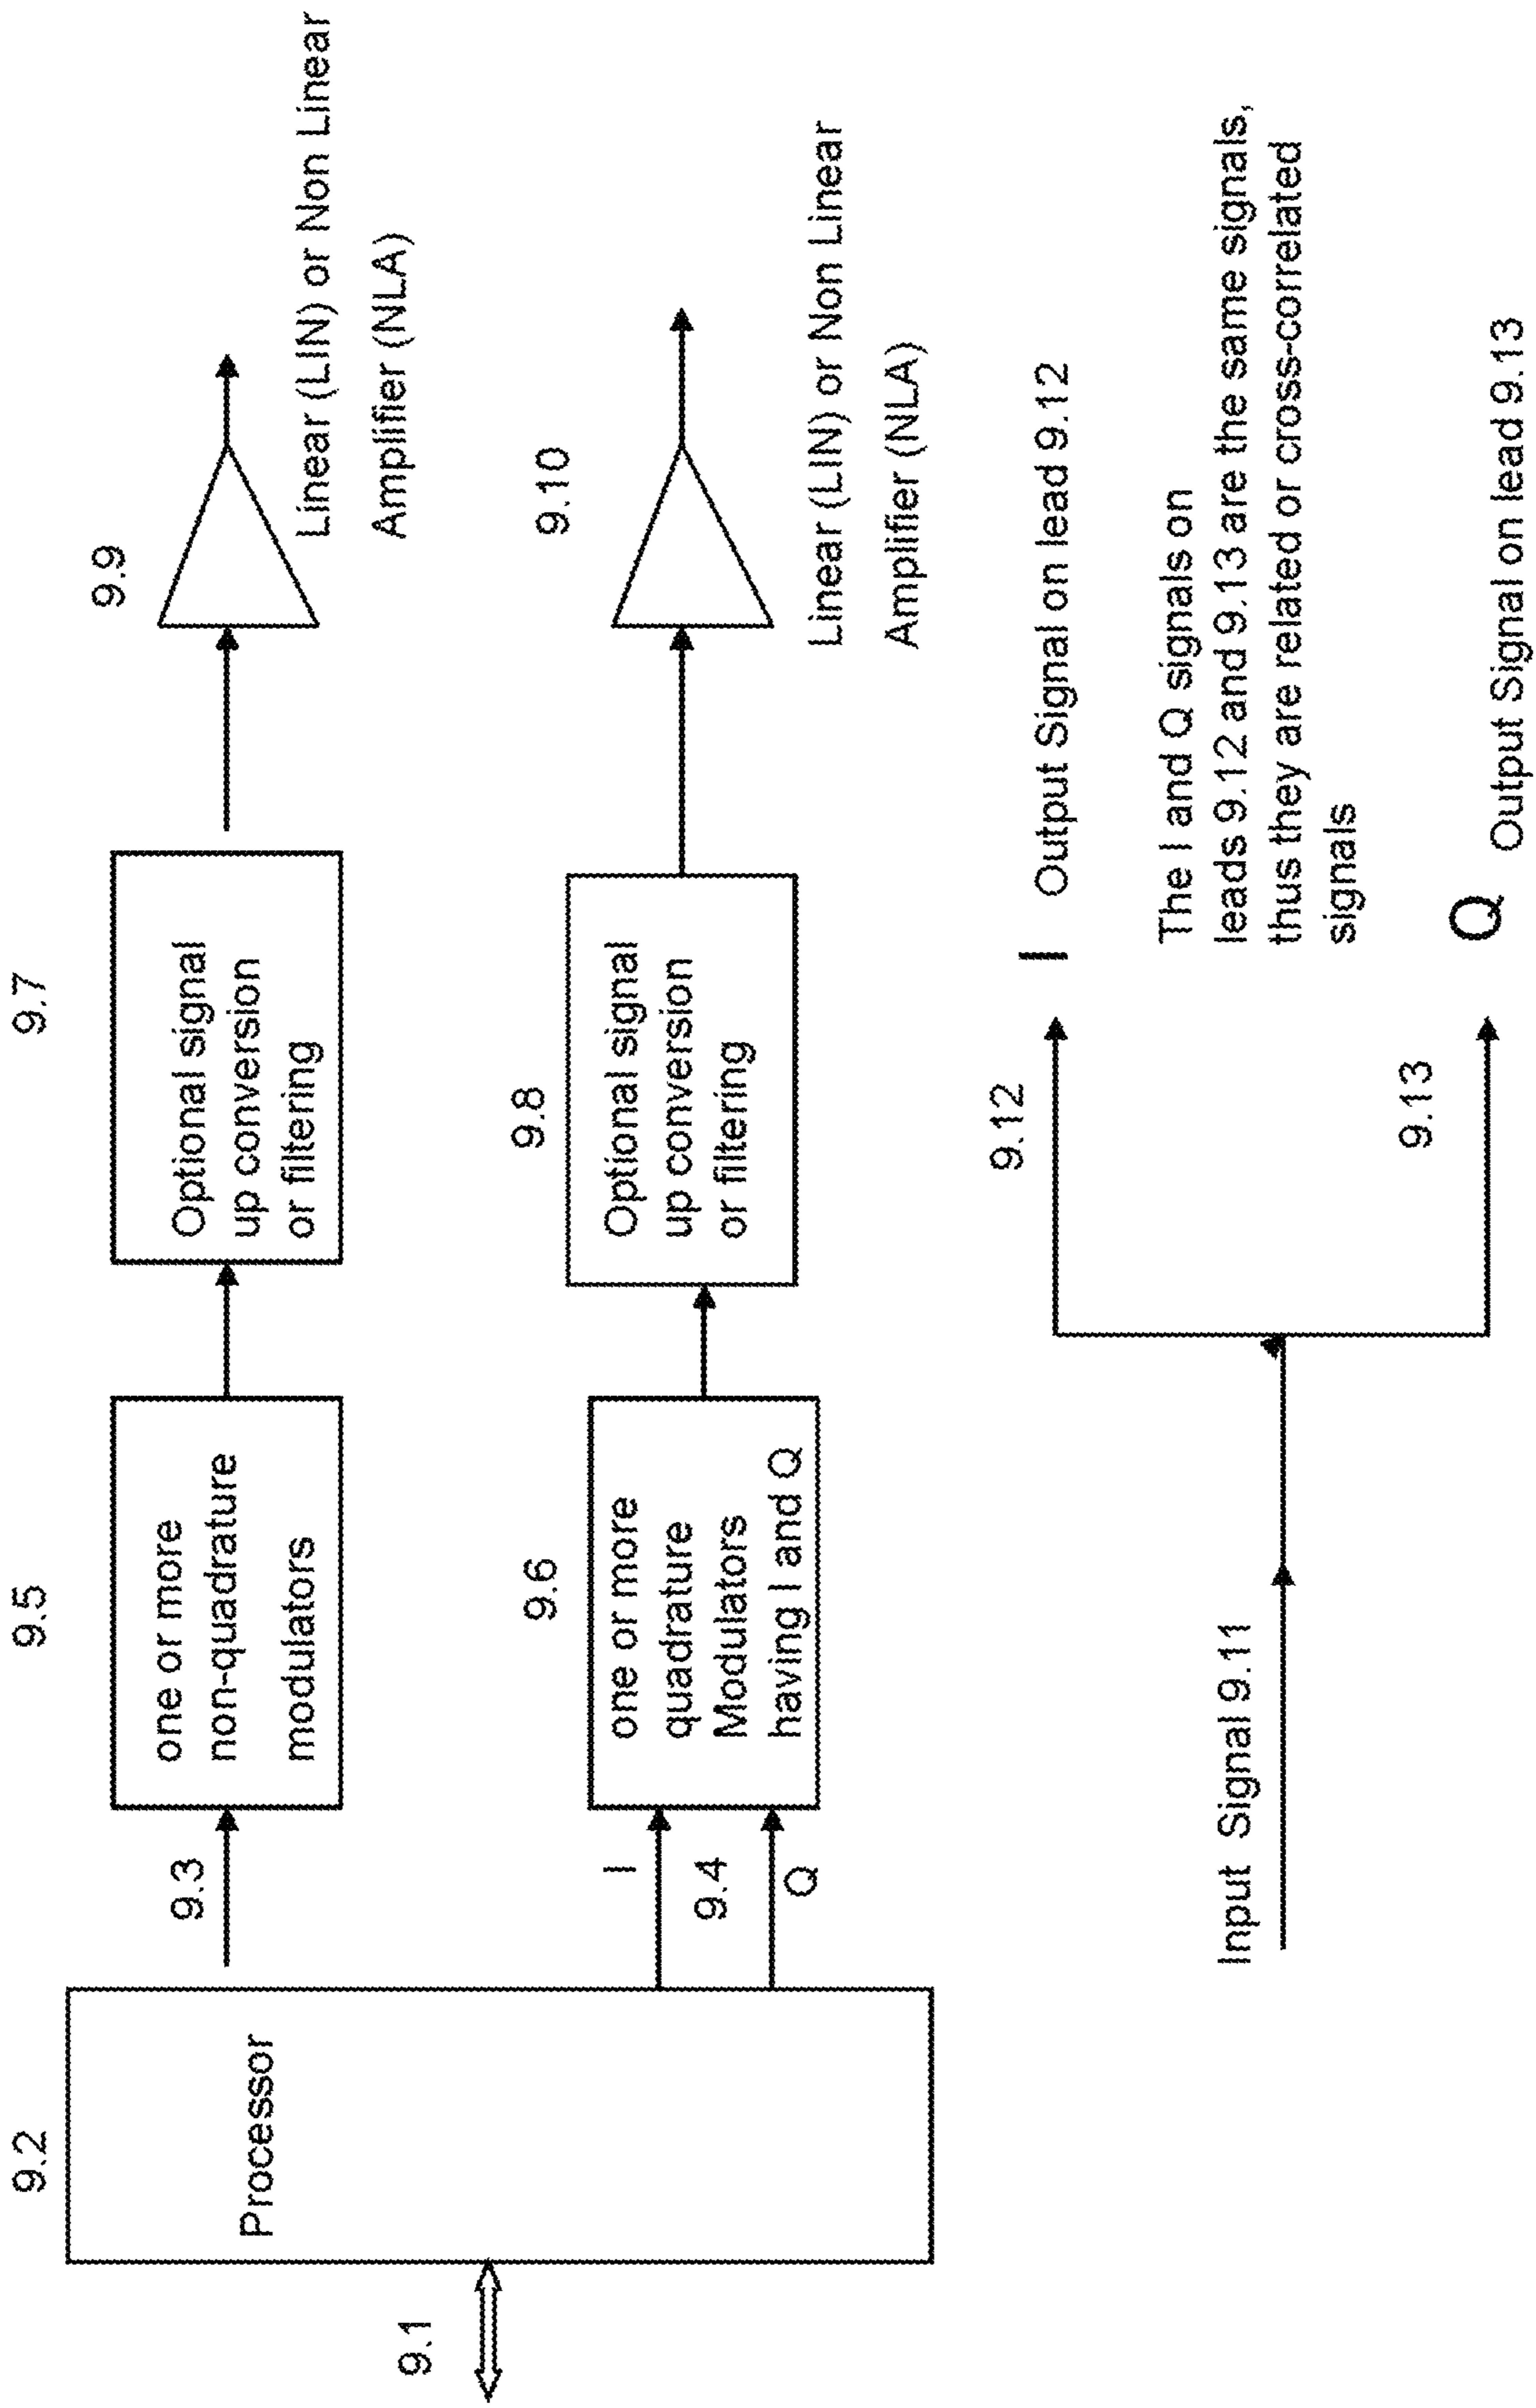 9.1
9.2
Processor
9.3
9.5
one or more
non-quadrature
modulators
9.7
Optional signal
up conversion
or filtering
9.9
Linear (LIN) or Non Linear
Amplifier (NLA)
I
9.4
Q
9.6
one or more
quadrature
Modulators
having I and Q
9.8
Optional signal
up conversion
or filtering
9.10
Linear (LIN) or Non Linear
Amplifier (NLA)
Input Signal 9.11
9.12
I Output Signal on lead 9.12
The I and Q signals on
leads 9.12 and 9.13 are the same signals,
thus they are related or cross-correlated
signals
9.13
Q Output Signal on lead 9.13